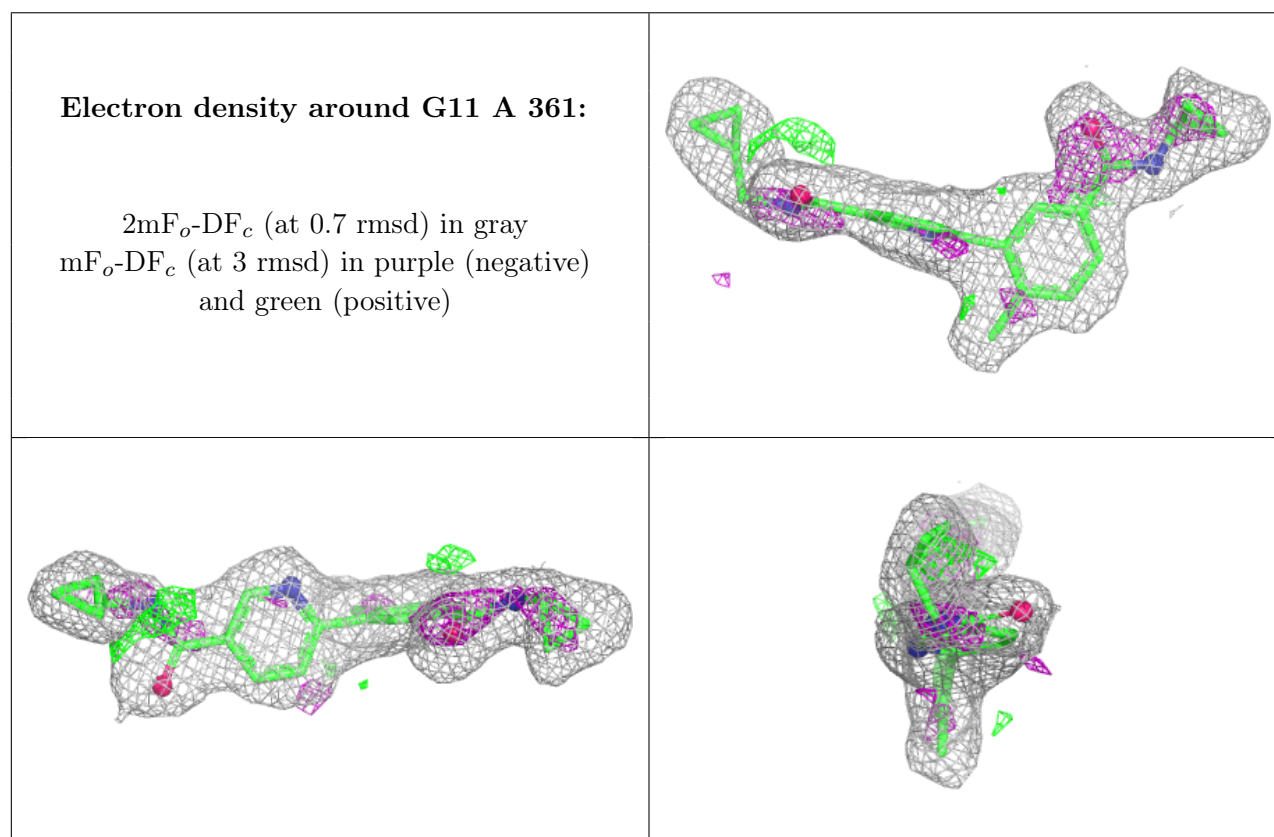 Electron density around G11 A 361:
2mFₒ-DF𝒸 (at 0.7 rmsd) in gray
mFₒ-DF𝒸 (at 3 rmsd) in purple (negative)
and green (positive)